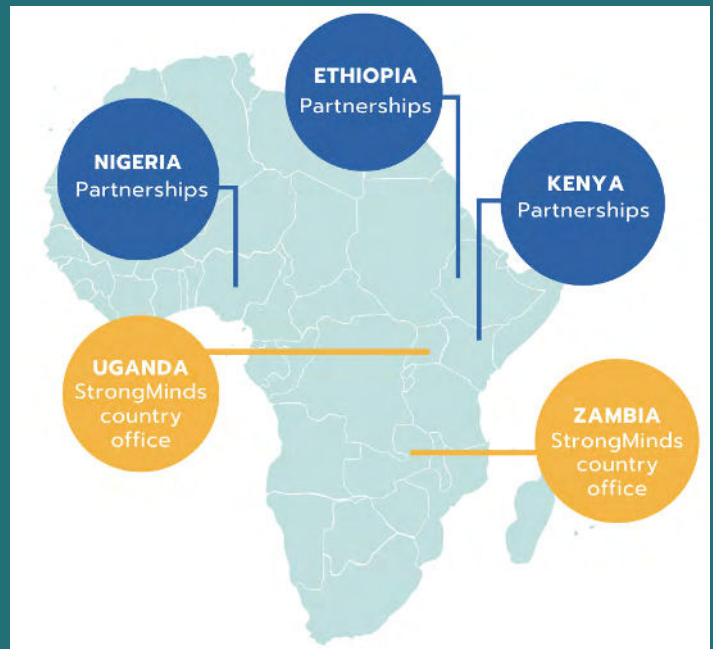 ETHIOPIA
Partnerships
NIGERIA
Partnerships
KENYA
Partnerships
UGANDA
StrongMinds
country
office
ZAMBIA
StrongMinds
country
office